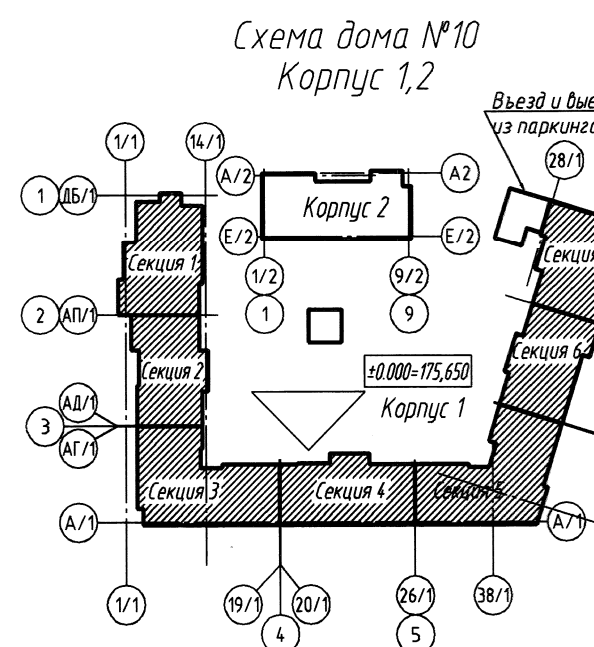 Схема дома №10
Корпус 1,2
Въезд и вые
из паркинга
1/1
14/1
28/1
А/2
А2
1
ДБ/1
Корпус 2
Е/2
Е/2
Секция
Секция 1
1/2
9/2
2
АП/1
1
9
Секция 6
Секция 2
±0.000=175,650
АД/1
Корпус 1
3
АГ/1
Секция 3
Секция 4
Секция 5
А/1
А/1
1/1
19/1
20/1
26/1
38/1
4
5